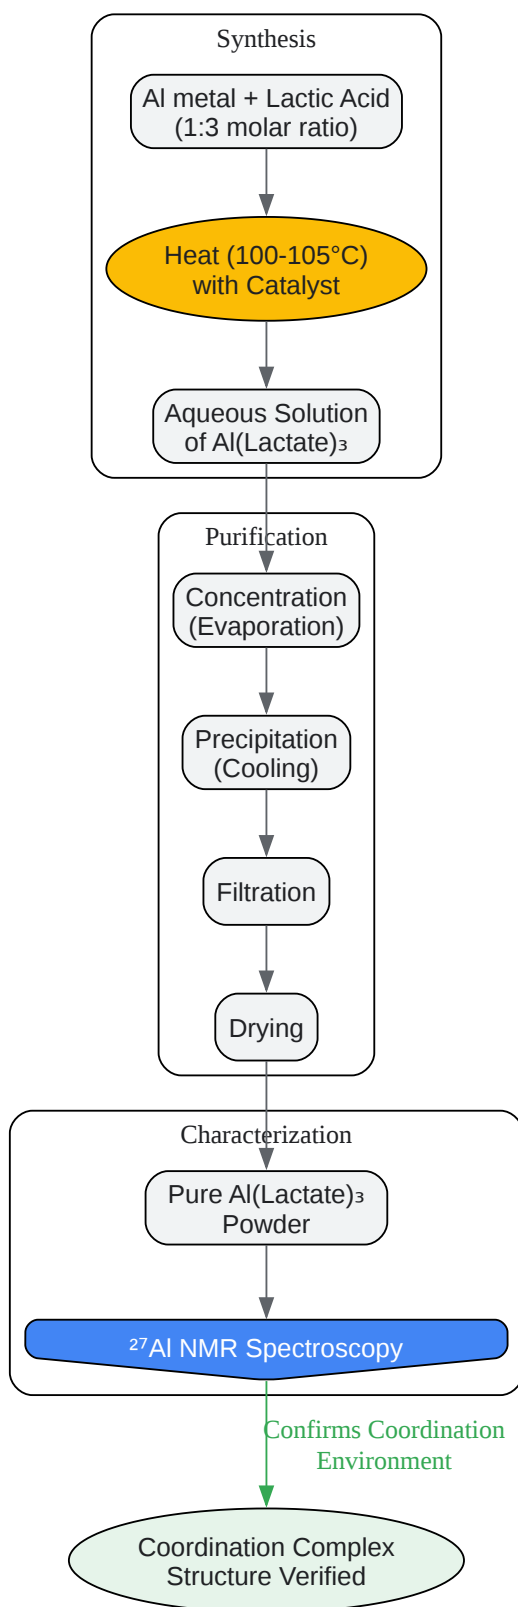 Synthesis
Al metal + Lactic Acid
(1:3 molar ratio)
Heat (100-105°C)
with Catalyst
Aqueous Solution
of Al(Lactate)₃
Purification
Concentration
(Evaporation)
Precipitation
(Cooling)
Filtration
Drying
Characterization
Pure Al(Lactate)₃
Powder
²⁷Al NMR Spectroscopy
Confirms Coordination
Environment
Coordination Complex
Structure Verified